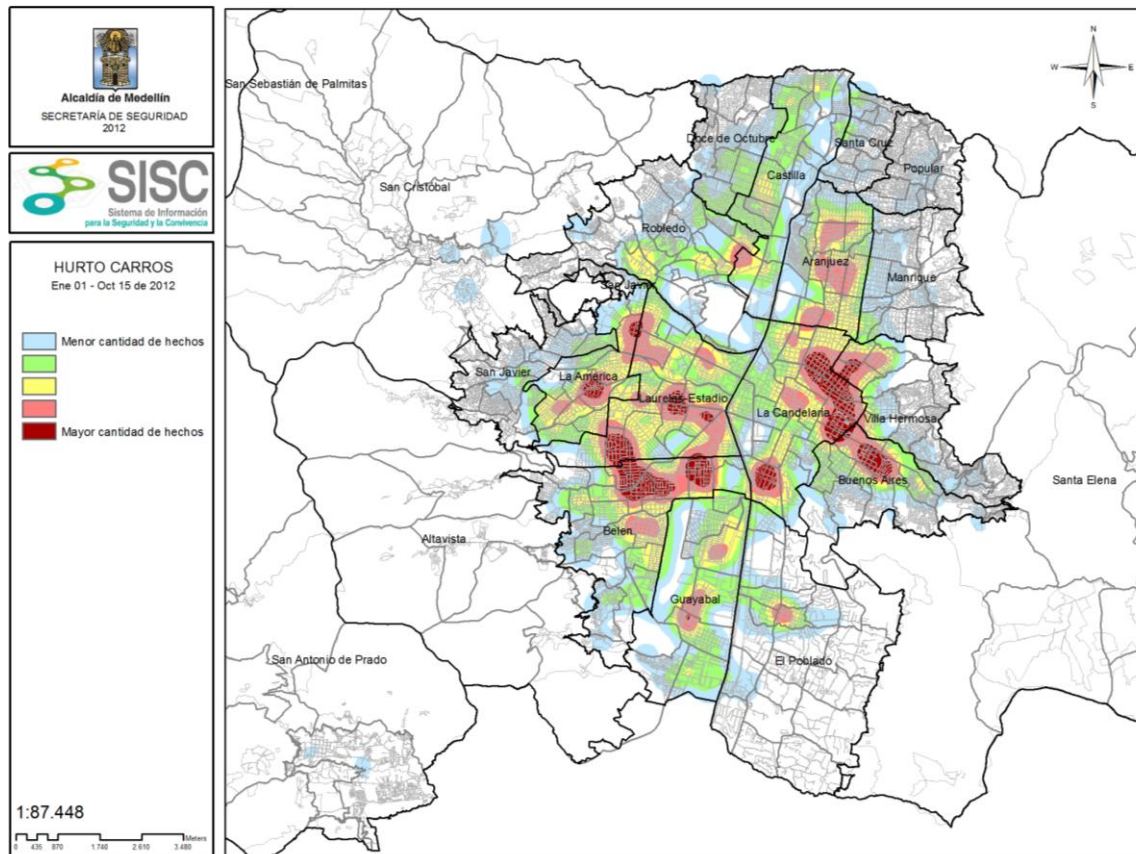 Alcaldía de Medellín
SECRETARÍA DE SEGURIDAD
2012
SISC
Sistema de Información
para la Seguridad y la Convivencia
HURTO CARROS
Ene 01 - Oct 15 de 2012
Menor cantidad de hechos
Mayor cantidad de hechos
1:87.448
Meters
0 435 870 1.740 2.610 3.480
N
W E
S
San Sebastián de Palmitas
Doce de Octubre
Santa Cruz
Popular
Castilla
San Cristóbal
Robledo
Aranjuez
Manrique
San Javier
San Javier
La América
Laureles-Estadio
La Candelaria
Villa Hermosa
Buenos Aires
Santa Elena
Belen
Altavista
Guayabal
El Poblado
San Antonio de Prado